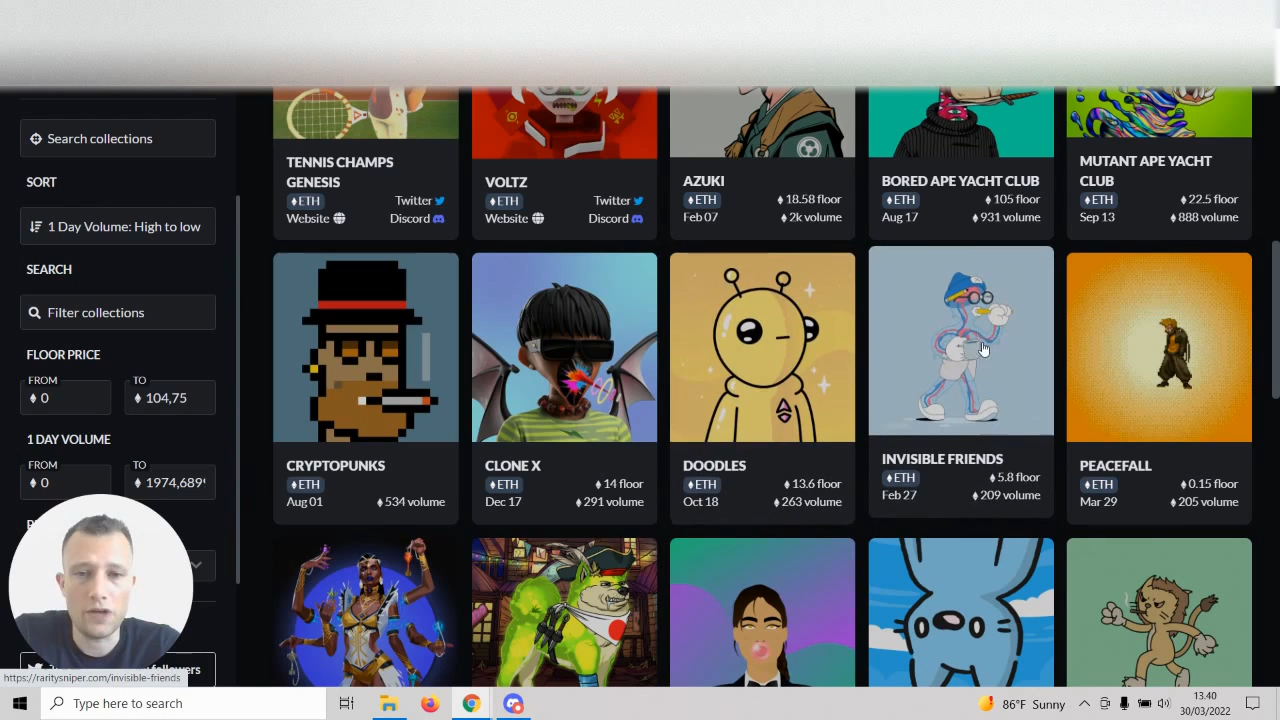 Search collections
SORT
1 Day Volume: High to low
SEARCH
Filter collections
FLOOR PRICE
FROM
0
TO
104,75
1 DAY VOLUME
FROM
0
TO
1974,689
followers
https://raritysniper.com/invisible-friends
TENNIS CHAMPS
GENESIS
ETH
Twitter
Website
Discord
VOLTZ
ETH
Twitter
Website
Discord
AZUKI
ETH
18.58 floor
Feb 07
2k volume
BORED APE YACHT CLUB
ETH
105 floor
Aug 17
931 volume
MUTANT APE YACHT
CLUB
ETH
22.5 floor
Sep 13
888 volume
CRYPTOPUNKS
ETH
Aug 01
534 volume
CLONE X
ETH
14 floor
Dec 17
291 volume
DOODLES
ETH
13.6 floor
Oct 18
263 volume
INVISIBLE FRIENDS
ETH
5.8 floor
Feb 27
209 volume
PEACEFALL
ETH
0.15 floor
Mar 29
205 volume
Type here to search
86°F Sunny
13.40
30/03/2022